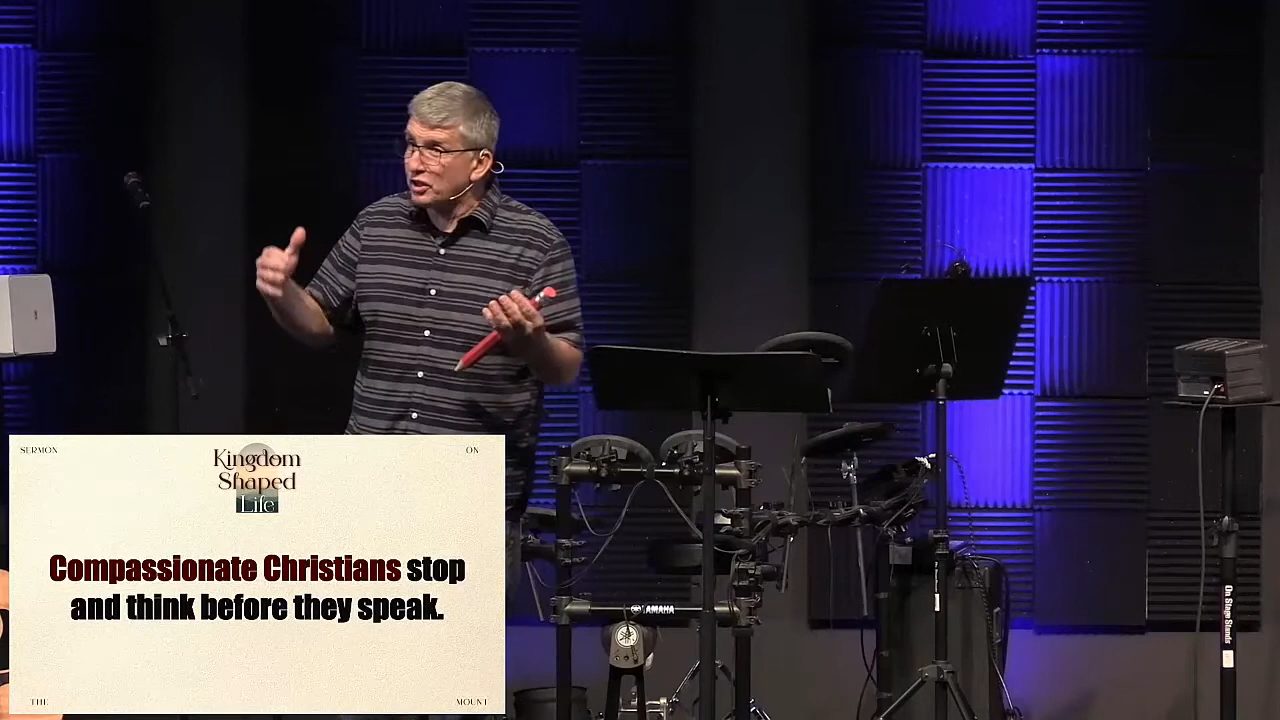 SERMON
ON
Kingdom
Shaped
Life
Compassionate Christians stop
and think before they speak.
THE
MOUNT
YAMAHA
On Stage Stands